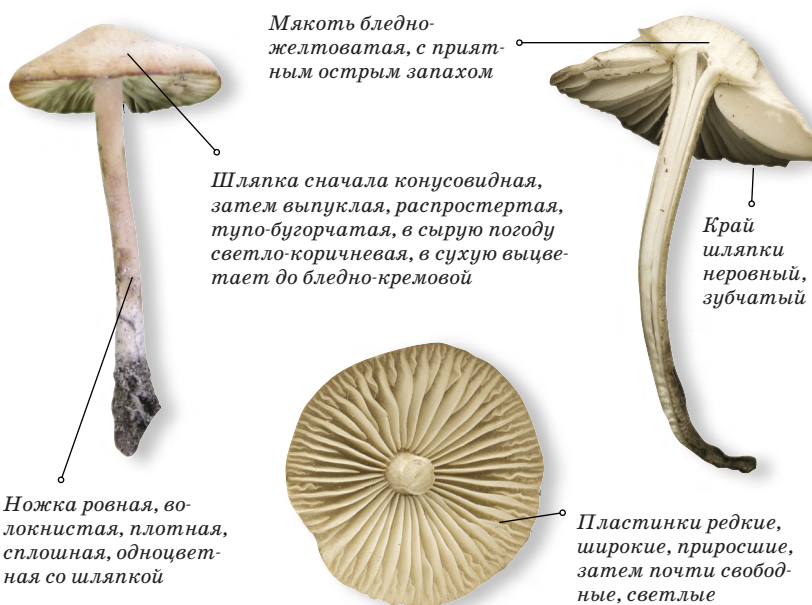 Мякоть бледно-
желтоватая, с прият-
ным острым запахом
Шляпка сначала конусовидная,
затем выпуклая, распростертая,
тупо-бугорчатая, в сырую погоду
светло-коричневая, в сухую выцве-
тает до бледно-кремовой
Край
шляпки
неровный,
зубчатый
Ножка ровная, во-
локнистая, плотная,
сплошная, одноцвет-
ная со шляпкой
Пластинки редкие,
широкие, приросшие,
затем почти свобод-
ные, светлые